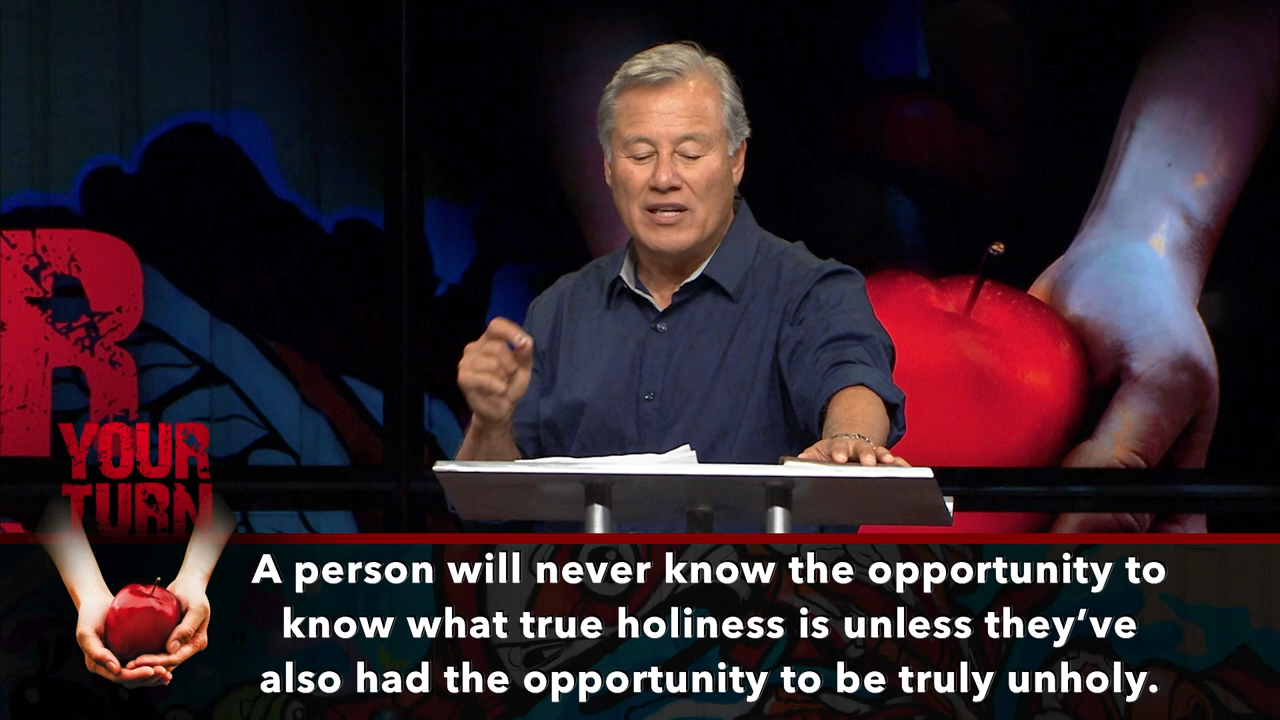 R
YOUR
TURN
A person will never know the opportunity to
know what true holiness is unless they’ve
also had the opportunity to be truly unholy.